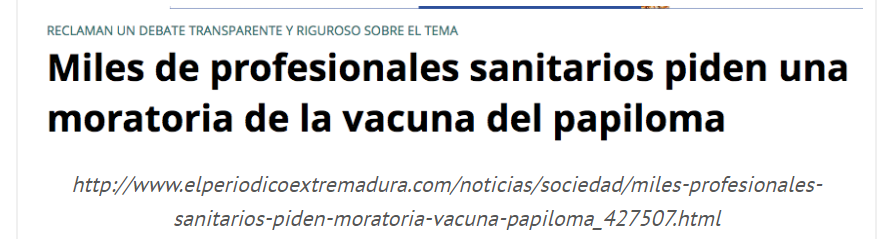 RECLAMAN UN DEBATE TRANSPARENTE Y RIGUROSO SOBRE EL TEMA
Miles de profesionales sanitarios piden una
moratoria de la vacuna del papiloma
http://www.elperiodicoextremadura.com/noticias/sociedad/miles-profesionales-
sanitarios-piden-moratoria-vacuna-papiloma_427507.html